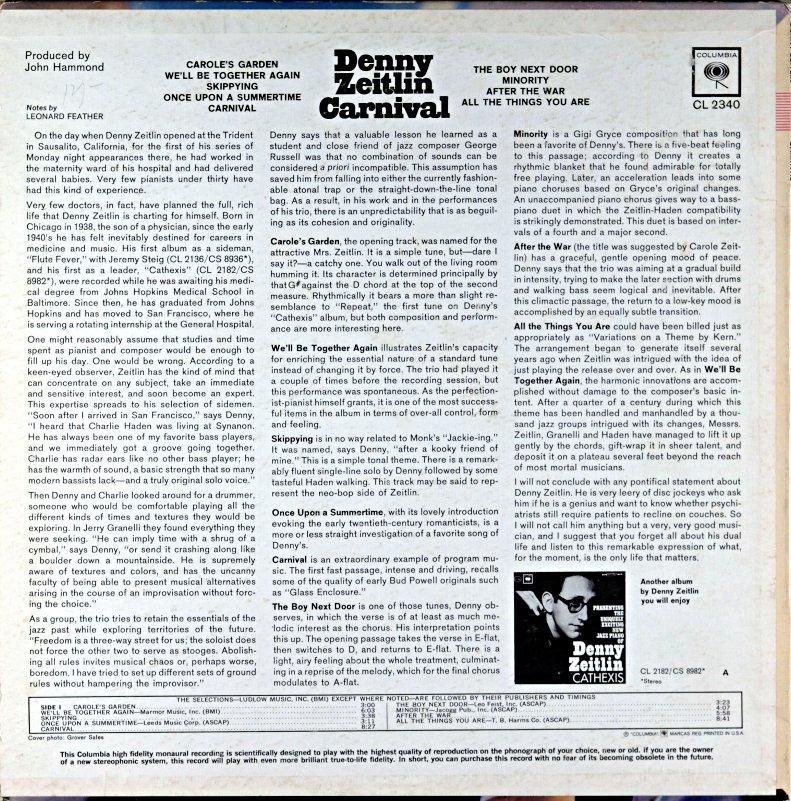 Produced by
John Hammond
Notes by
LEONARD FEATHER
CAROLE'S GARDEN
WE'LL BE TOGETHER AGAIN
SKIPPYING
ONCE UPON A SUMMERTIME
CARNIVAL
Denny
Zeitlin
Carnival
THE BOY NEXT DOOR
MINORITY
AFTER THE WAR
ALL THE THINGS YOU ARE
COLUMBIA
CL 2340
On the day when Denny Zeitlin opened at the Trident
in Sausalito, California, for the first of his series of
Monday night appearances there, he had worked in
the maternity ward of his hospital and had delivered
several babies. Very few pianists under thirty have
had this kind of experience.
Very few doctors, in fact, have planned the full, rich
life that Denny Zeitlin is charting for himself. Born in
Chicago in 1938, the son of a physician, since the early
1940's he has felt inevitably destined for careers in
medicine and music. His first album as a sideman,
"Flute Fever," with Jeremy Steig (CL 2136/CS 8936*),
and his first as a leader, "Cathexis" (CL 2182/CS
8982*), were recorded while he was awaiting his medi-
cal degree from Johns Hopkins Medical School in
Baltimore. Since then, he has graduated from Johns
Hopkins and has moved to San Francisco, where he
is serving a rotating internship at the General Hospital.
One might reasonably assume that studies and time
spent as pianist and composer would be enough to
fill up his day. One would be wrong. According to a
keen-eyed observer, Zeitlin has the kind of mind that
can concentrate on any subject, take an immediate
and sensitive interest, and soon become an expert.
This expertise spreads to his selection of sidemen.
"Soon after I arrived in San Francisco," says Denny,
"I heard that Charlie Haden was living at Synanon.
He has always been one of my favorite bass players,
and we immediately got a groove going together.
Charlie has radar ears like no other bass player; he
has the warmth of sound, a basic strength that so many
modern bassists lack—and a truly original solo voice."
Then Denny and Charlie looked around for a drummer,
someone who would be comfortable playing all the
different kinds of times and textures they would be
exploring. In Jerry Granelli they found everything they
were seeking. "He can imply time with a shrug of a
cymbal," says Denny, "or send it crashing along like
a boulder down a mountainside. He is supremely
aware of textures and colors, and has the uncanny
faculty of being able to present musical alternatives
arising in the course of an improvisation without forc-
ing the choice."
As a group, the trio tries to retain the essentials of the
jazz past while exploring territories of the future.
"Freedom is a three-way street for us; the soloist does
not force the other two to serve as stooges. Abolish-
ing all rules invites musical chaos or, perhaps worse,
boredom. I have tried to set up different sets of ground
rules without hampering the improvisor."
Denny says that a valuable lesson he learned as a
student and close friend of jazz composer George
Russell was that no combination of sounds can be
considered a priori incompatible. This assumption has
saved him from falling into either the currently fashion-
able atonal trap or the straight-down-the-line tonal
bag. As a result, in his work and in the performances
of his trio, there is an unpredictability that is as beguil-
ing as its cohesion and originality.
Carole's Garden, the opening track, was named for the
attractive Mrs. Zeitlin. It is a simple tune, but—dare I
say it?—a catchy one. You walk out of the living room
humming it. Its character is determined principally by
that G# against the D chord at the top of the second
measure. Rhythmically it bears a more than slight re-
semblance to "Repeat," the first tune on Denny's
"Cathexis" album, but both composition and perform-
ance are more interesting here.
We'll Be Together Again illustrates Zeitlin's capacity
for enriching the essential nature of a standard tune
instead of changing it by force. The trio had played it
a couple of times before the recording session, but
this performance was spontaneous. As the perfection-
ist-pianist himself grants, it is one of the most success-
ful items in the album in terms of over-all control, form
and feeling.
Skippying is in no way related to Monk's "Jackie-ing."
It was named, says Denny, "after a kooky friend of
mine." This is a simple tonal theme. There is a remark-
ably fluent single-line solo by Denny followed by some
tasteful Haden walking. This track may be said to rep-
resent the neo-bop side of Zeitlin.
Once Upon a Summertime, with its lovely introduction
evoking the early twentieth-century romanticists, is a
more or less straight investigation of a favorite song of
Denny's.
Carnival is an extraordinary example of program mu-
sic. The first fast passage, intense and driving, recalls
some of the quality of early Bud Powell originals such
as "Glass Enclosure."
The Boy Next Door is one of those tunes, Denny ob-
serves, in which the verse is of at least as much me-
lodic interest as the chorus. His interpretation points
this up. The opening passage takes the verse in E-flat,
then switches to D, and returns to E-flat. There is a
light, airy feeling about the whole treatment, culminat-
ing in a reprise of the melody, which for the final chorus
modulates to A-flat.
Minority is a Gigi Gryce composition that has long
been a favorite of Denny's. There is a five-beat feeling
to this passage; according to Denny it creates a
rhythmic blanket that he found admirable for totally
free playing. Later, an acceleration leads into some
piano choruses based on Gryce's original changes.
An unaccompanied piano chorus gives way to a bass-
piano duet in which the Zeitlin-Haden compatibility
is strikingly demonstrated. This duet is based on inter-
vals of a fourth and a major second.
After the War (the title was suggested by Carole Zeit-
lin) has a graceful, gentle opening mood of peace.
Denny says that the trio was aiming at a gradual build
in intensity, trying to make the later section with drums
and walking bass seem logical and inevitable. After
this climactic passage, the return to a low-key mood is
accomplished by an equally subtle transition.
All the Things You Are could have been billed just as
appropriately as "Variations on a Theme by Kern."
The arrangement began to generate itself several
years ago when Zeitlin was intrigued with the idea of
just playing the release over and over. As in We'll Be
Together Again, the harmonic innovations are accom-
plished without damage to the composer's basic in-
tent. After a quarter of a century during which this
theme has been handled and manhandled by a thou-
sand jazz groups intrigued with its changes, Messrs.
Zeitlin, Granelli and Haden have managed to lift it up
gently by the chords, gift-wrap it in sheer talent, and
deposit it on a plateau several feet beyond the reach
of most mortal musicians.
I will not conclude with any pontifical statement about
Denny Zeitlin. He is very leery of disc jockeys who ask
him if he is a genius and want to know whether psychi-
atrists still require patients to recline on couches. So
I will not call him anything but a very, very good musi-
cian, and I suggest that you forget all about his dual
life and listen to this remarkable expression of what,
for the moment, is the only life that matters.
PRESENTING
THE
UNIQUELY
EXCITING
NEW
JAZZ PIANO
OF
Denny
Zeitlin
CATHEXIS
Another album
by Denny Zeitlin
you will enjoy
CL 2182/CS 8982*
*Stereo
A
THE SELECTIONS—LUDLOW MUSIC, INC. (BMI) EXCEPT WHERE NOTED—ARE FOLLOWED BY THEIR PUBLISHERS AND TIMINGS
SIDE I CAROLE'S GARDEN 3:00
WE'LL BE TOGETHER AGAIN—Marmor Music, Inc. (BMI) 6:03
SKIPPYING 3:38
ONCE UPON A SUMMERTIME—Leeds Music Corp. (ASCAP) 3:11
CARNIVAL 8:27
THE BOY NEXT DOOR—Leo Feist, Inc. (ASCAP) 3:23
MINORITY—Jacogg Pub., Inc. (ASCAP) 4:07
AFTER THE WAR 5:58
ALL THE THINGS YOU ARE—T. B. Harms Co. (ASCAP) 8:41
Cover photo: Grover Sales
® "COLUMBIA", MARCAS REG. PRINTED IN U.S.A.
This Columbia high fidelity monaural recording is scientifically designed to play with the highest quality of reproduction on the phonograph of your choice, new or old. If you are the owner
of a new stereophonic system, this record will play with even more brilliant true-to-life fidelity. In short, you can purchase this record with no fear of its becoming obsolete in the future.